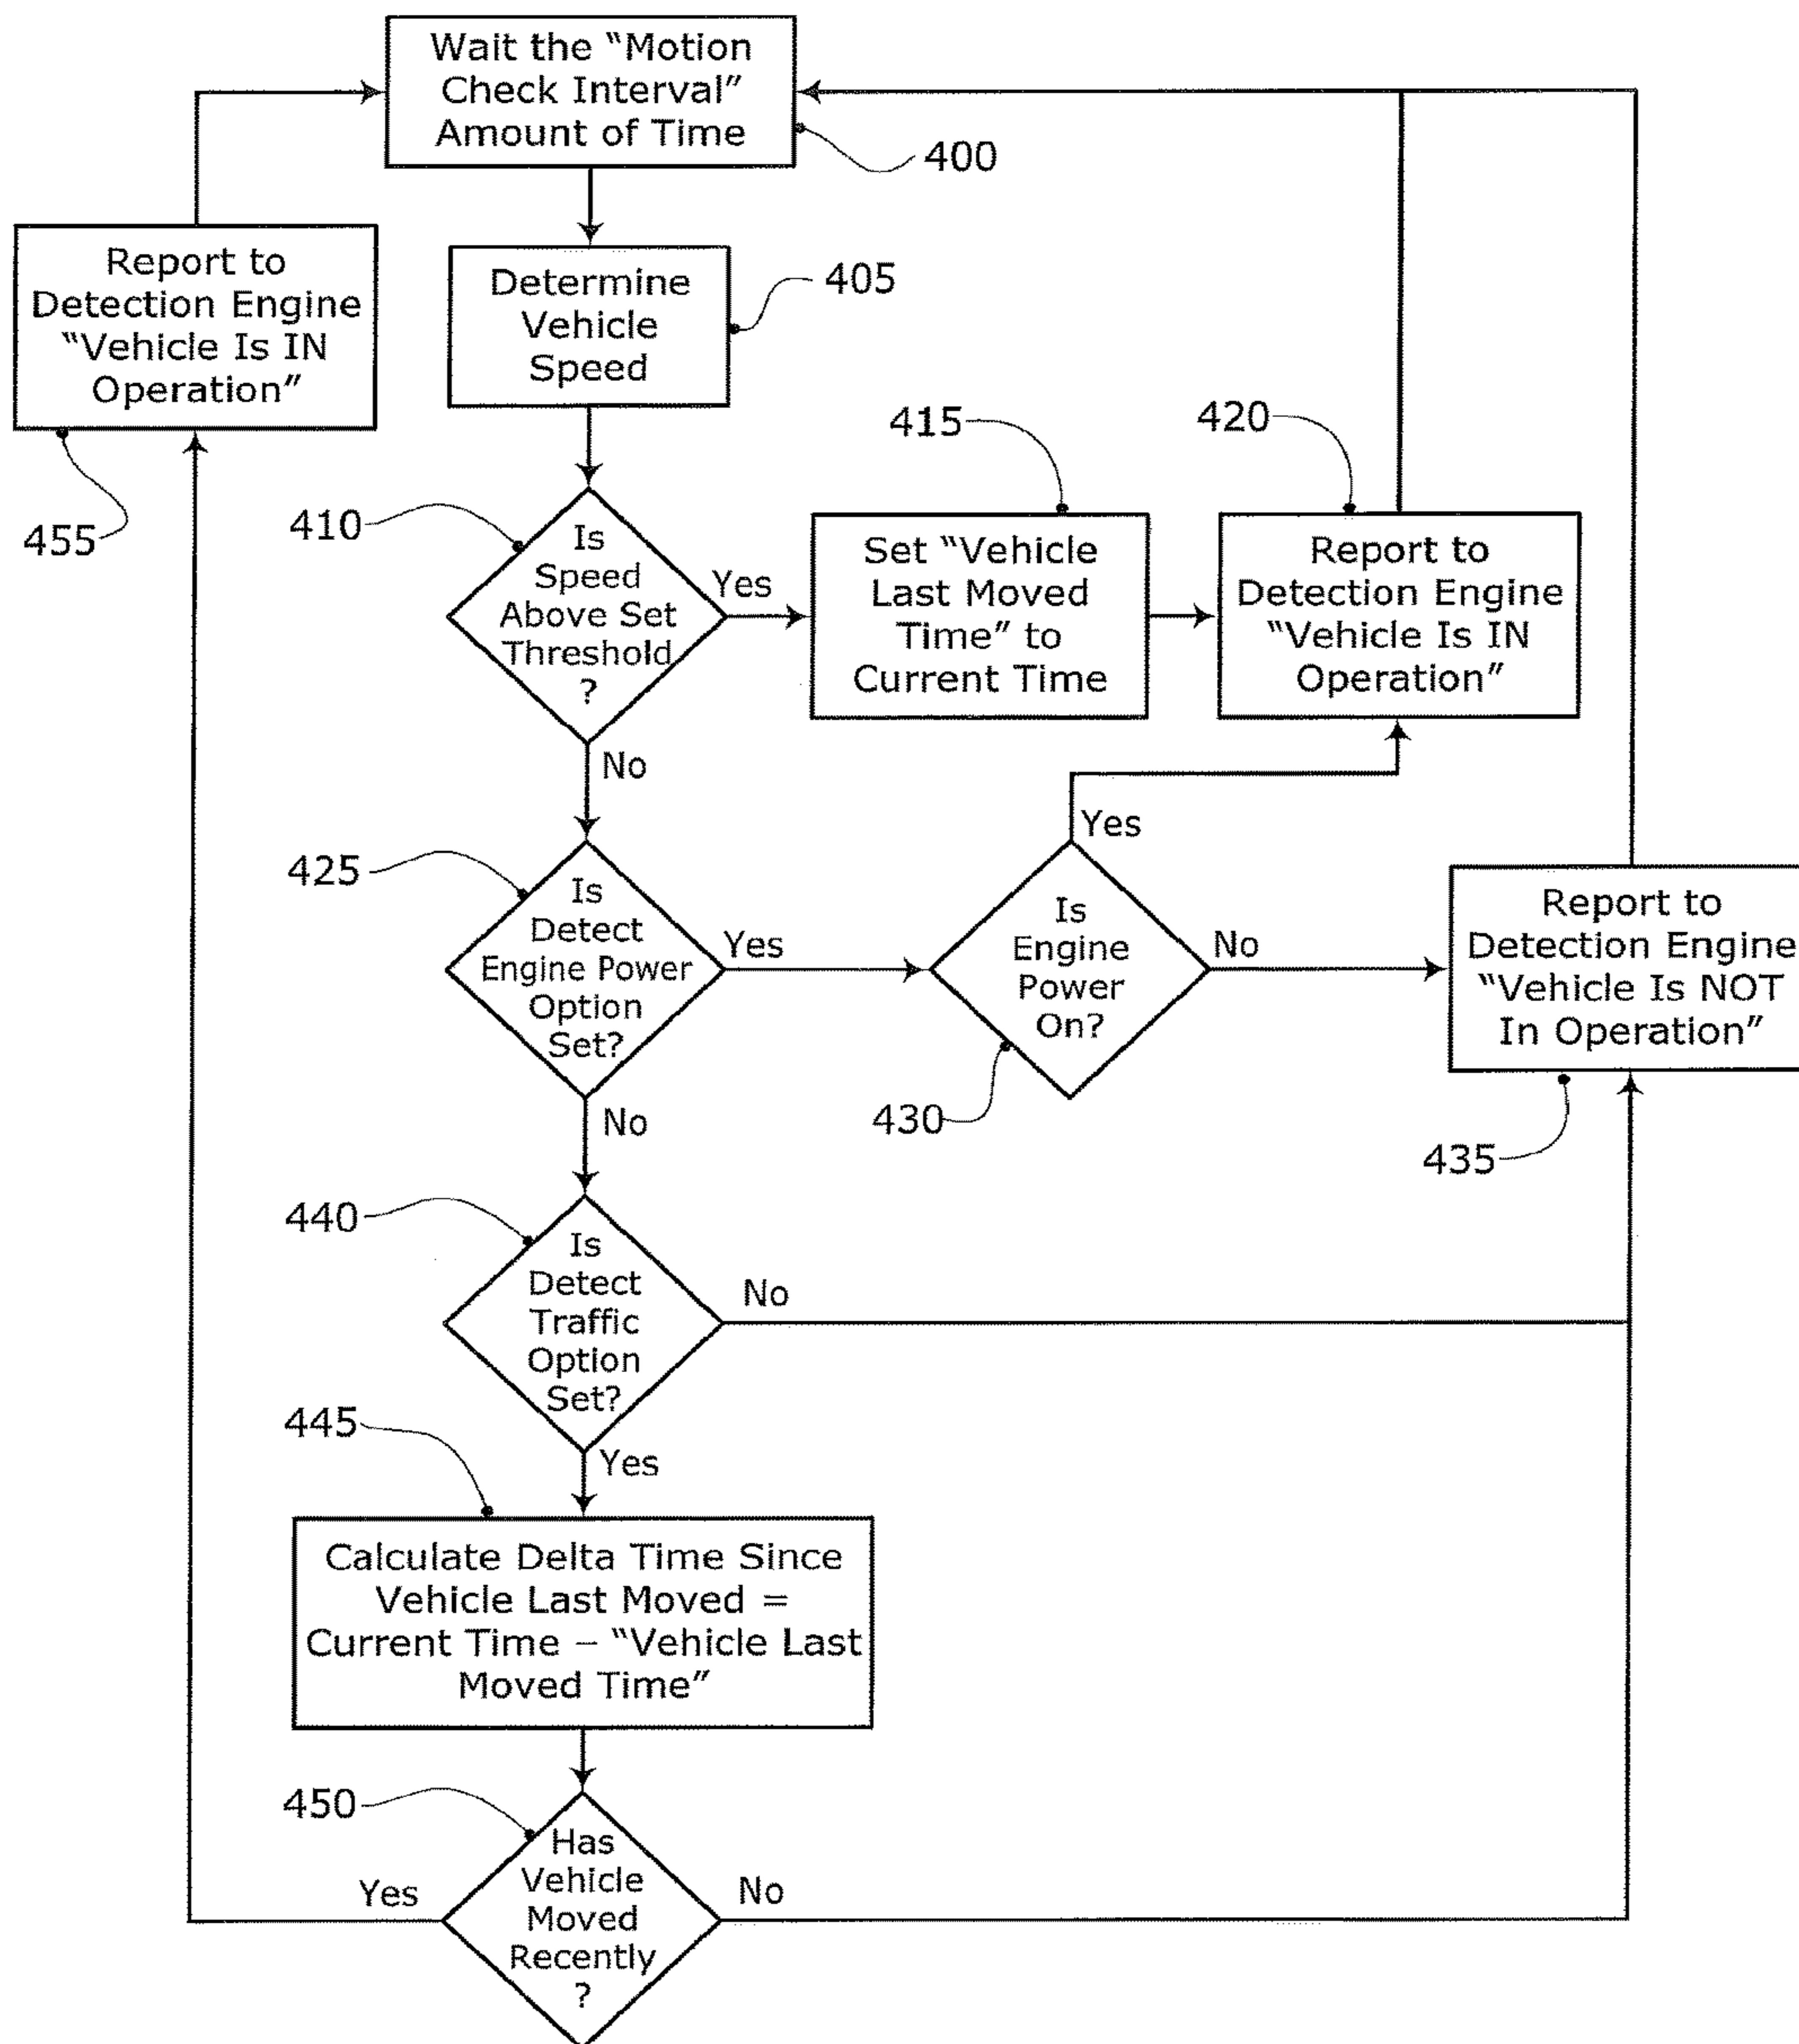 Wait the “Motion
Check Interval”
Amount of Time
400
Report to
Detection Engine
“Vehicle Is IN
Operation”
455
Determine
Vehicle
Speed
405
410
Is
Speed
Above Set
Threshold
?
Yes
No
415
Set “Vehicle
Last Moved
Time” to
Current Time
420
Report to
Detection Engine
“Vehicle Is IN
Operation”
425
Is
Detect
Engine Power
Option
Set?
Yes
No
Is
Engine
Power
On?
Yes
No
430
Report to
Detection Engine
“Vehicle Is NOT
In Operation”
435
440
Is
Detect
Traffic
Option
Set?
No
Yes
445
Calculate Delta Time Since
Vehicle Last Moved =
Current Time – “Vehicle Last
Moved Time”
450
Has
Vehicle
Moved
Recently
?
Yes
No